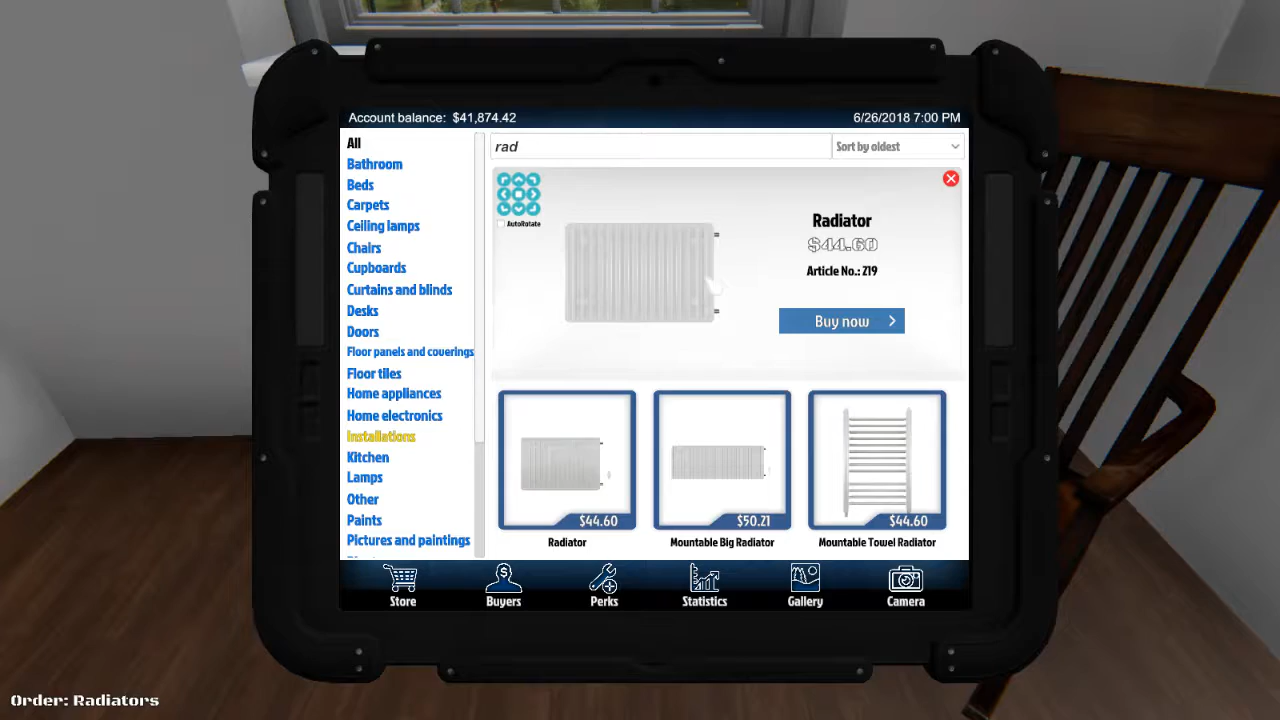 Account balance: $41,874.42
6/26/2018 7:00 PM
All
Bathroom
Beds
Carpets
Ceiling lamps
Chairs
Cupboards
Curtains and blinds
Desks
Doors
Floor panels and coverings
Floor tiles
Home appliances
Home electronics
Installations
Kitchen
Lamps
Other
Paints
Pictures and paintings
rad
Sort by oldest
AutoRotate
Radiator
$44.60
Article No.: Z19
Buy now
$44.60
$50.21
$44.60
Radiator
Mountable Big Radiator
Mountable Towel Radiator
Store
Buyers
Perks
Statistics
Gallery
Camera
Order: Radiators